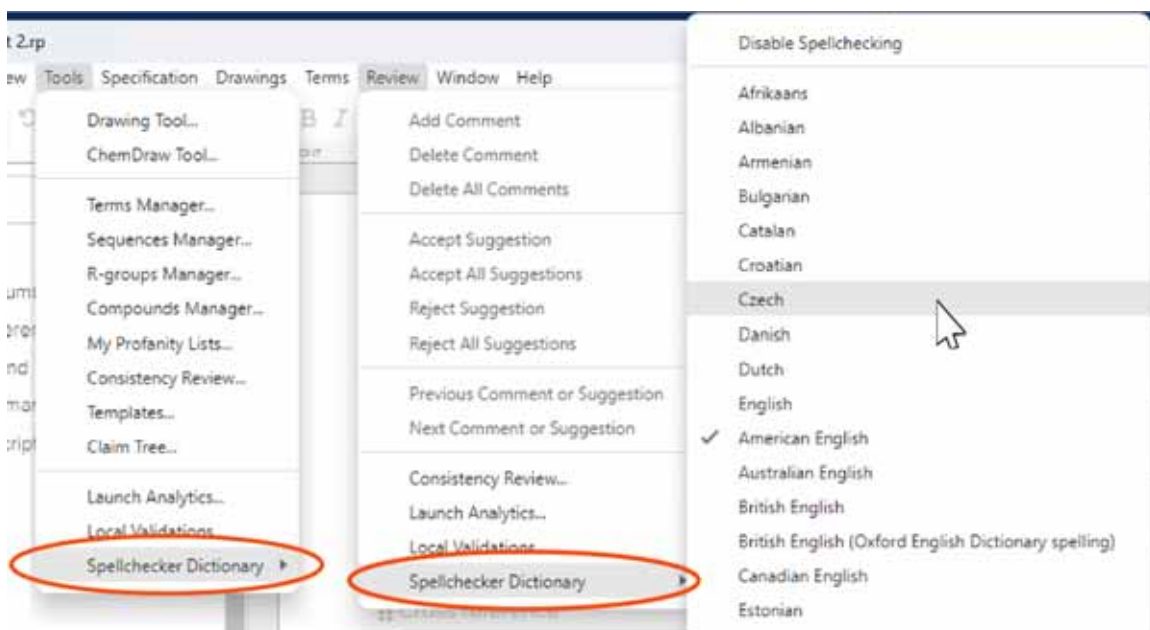 t 2.rp
ew Tools Specification Drawings Terms Review Window Help
B I
Drawing Tool...
ChemDraw Tool...
Terms Manager...
Sequences Manager...
R-groups Manager...
Compounds Manager...
My Profanity Lists...
Consistency Review...
Templates...
Claim Tree...
Launch Analytics...
Local Validations
Spellchecker Dictionary
Add Comment
Delete Comment
Delete All Comments
Accept Suggestion
Accept All Suggestions
Reject Suggestion
Reject All Suggestions
Previous Comment or Suggestion
Next Comment or Suggestion
Consistency Review...
Launch Analytics...
Local Validations
Spellchecker Dictionary
Disable Spellchecking
Afrikaans
Albanian
Armenian
Bulgarian
Catalan
Croatian
Czech
Danish
Dutch
English
American English
Australian English
British English
British English (Oxford English Dictionary spelling)
Canadian English
Estonian